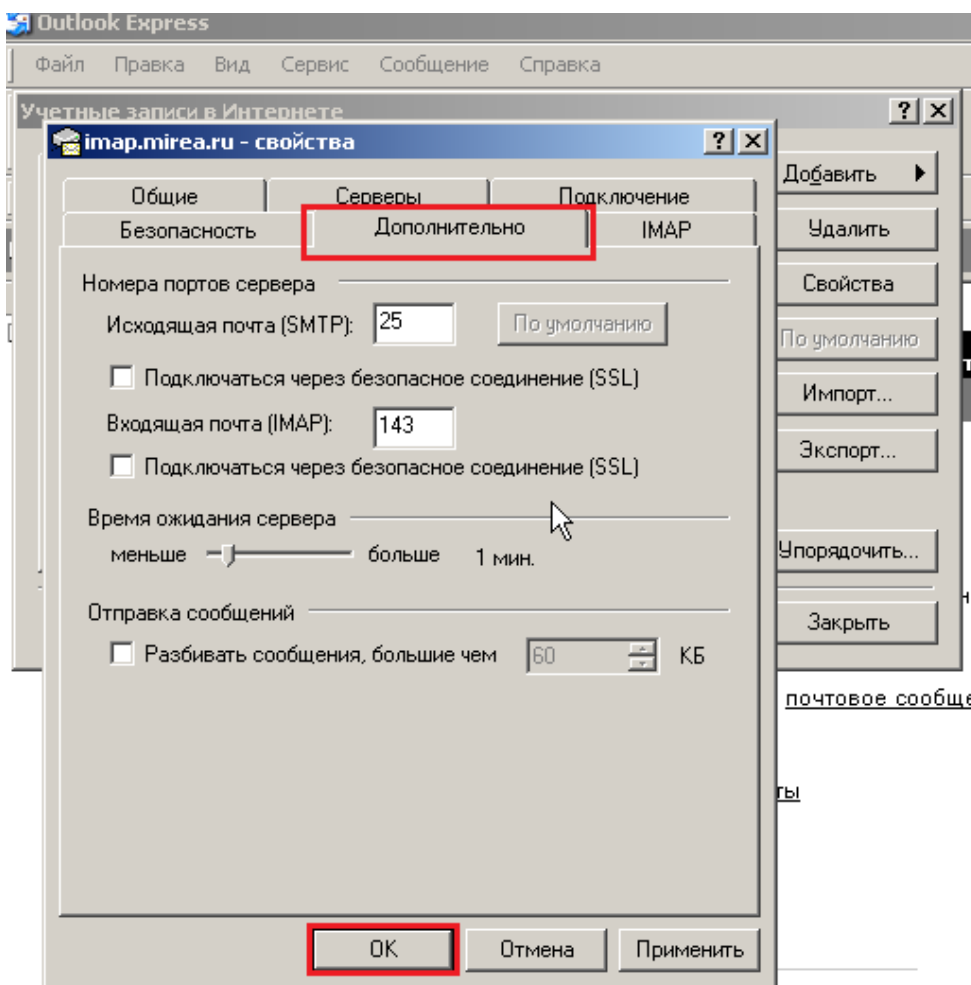 Outlook Express
Файл Правка Вид Сервис Сообщение Справка
Учетные записи в Интернете
imap.mirea.ru - свойства
Общие Серверы Подключение
Безопасность Дополнительно IMAP
Номера портов сервера
Исходящая почта (SMTP): 25 По умолчанию
Подключаться через безопасное соединение (SSL)
Входящая почта (IMAP): 143
Подключаться через безопасное соединение (SSL)
Время ожидания сервера
меньше больше 1 мин.
Отправка сообщений
Разбивать сообщения, большие чем 60 КБ
OK Отмена Применить
Добавить
Удалить
Свойства
По умолчанию
Импорт...
Экспорт...
Упорядочить...
Закрыть
почтовое сообще
ты